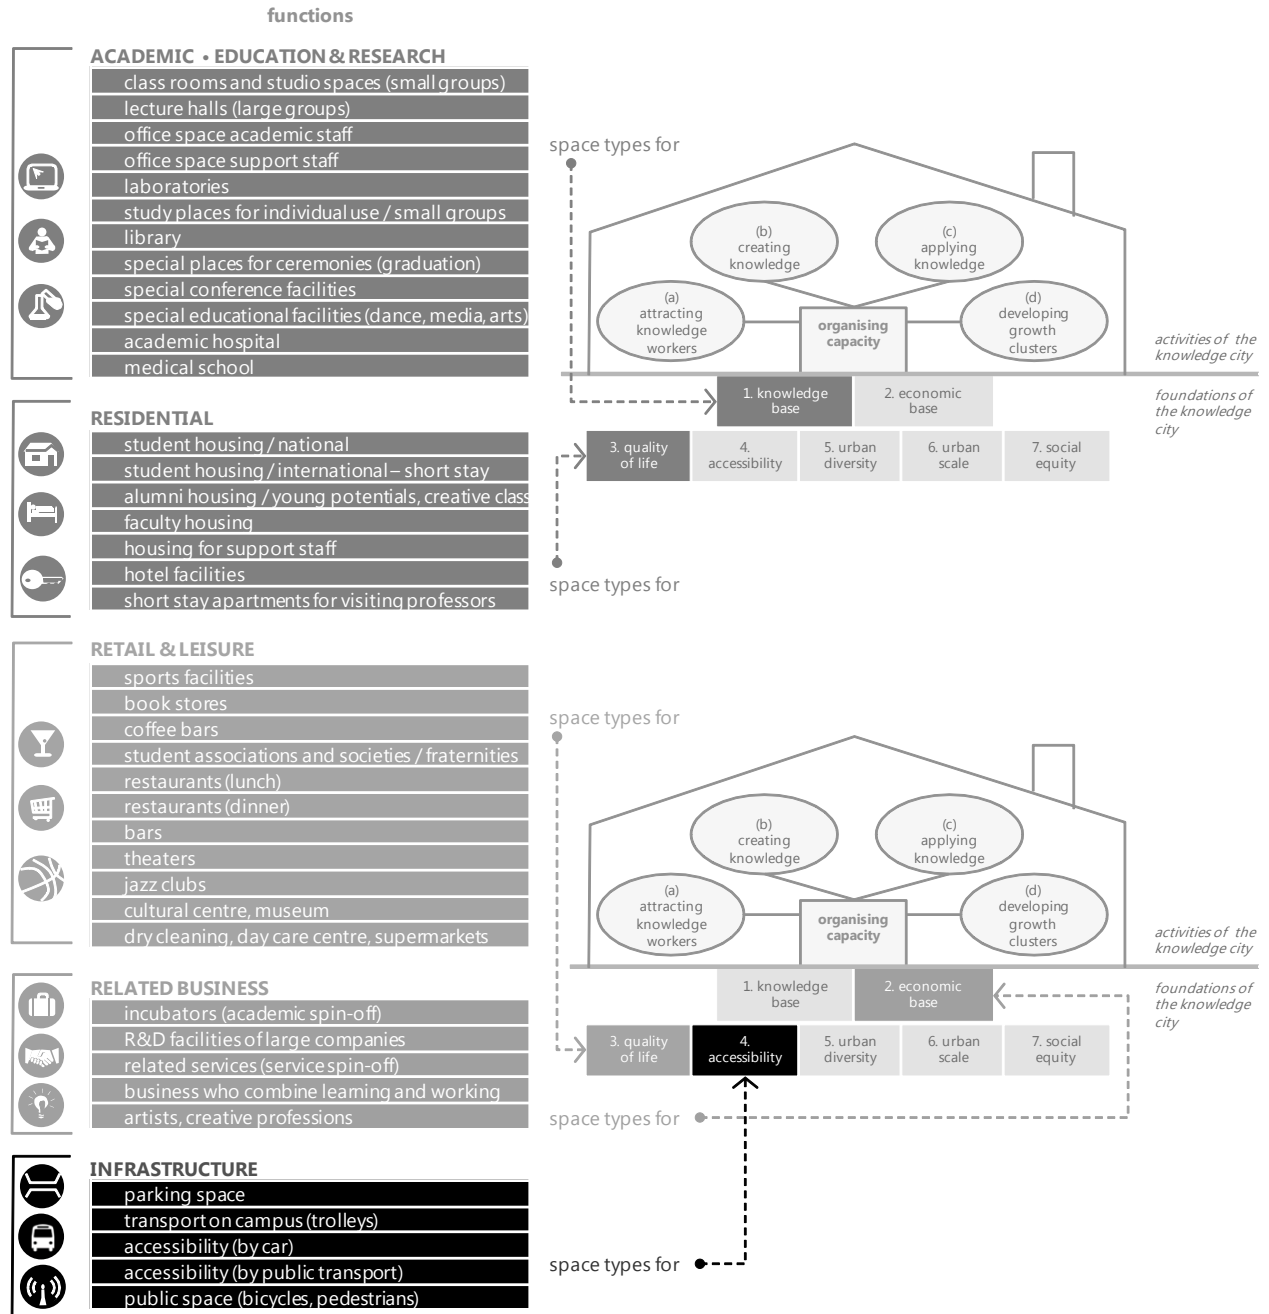 functions
ACADEMIC • EDUCATION & RESEARCH
class rooms and studio spaces (small groups)
lecture halls (large groups)
office space academic staff
office space support staff
laboratories
study places for individual use / small groups
library
special places for ceremonies (graduation)
special conference facilities
special educational facilities (dance, media, arts)
academic hospital
medical school
RESIDENTIAL
student housing / national
student housing / international – short stay
alumni housing / young potentials, creative class
faculty housing
housing for support staff
hotel facilities
short stay apartments for visiting professors
space types for
(b)
creating
knowledge
(c)
applying
knowledge
(a)
attracting
knowledge
workers
organising
capacity
(d)
developing
growth
clusters
activities of the
knowledge city
1. knowledge
base
2. economic
base
foundations of
the knowledge
city
3. quality
of life
4.
accessibility
5. urban
diversity
6. urban
scale
7. social
equity
space types for
RETAIL & LEISURE
sports facilities
book stores
coffee bars
student associations and societies / fraternities
restaurants (lunch)
restaurants (dinner)
bars
theaters
jazz clubs
cultural centre, museum
dry cleaning, day care centre, supermarkets
RELATED BUSINESS
incubators (academic spin-off)
R&D facilities of large companies
related services (service spin-off)
business who combine learning and working
artists, creative professions
space types for
(b)
creating
knowledge
(c)
applying
knowledge
(a)
attracting
knowledge
workers
organising
capacity
(d)
developing
growth
clusters
activities of the
knowledge city
1. knowledge
base
2. economic
base
foundations of
the knowledge
city
3. quality
of life
4.
accessibility
5. urban
diversity
6. urban
scale
7. social
equity
space types for
INFRASTRUCTURE
parking space
transport on campus (trolleys)
accessibility (by car)
accessibility (by public transport)
public space (bicycles, pedestrians)
space types for